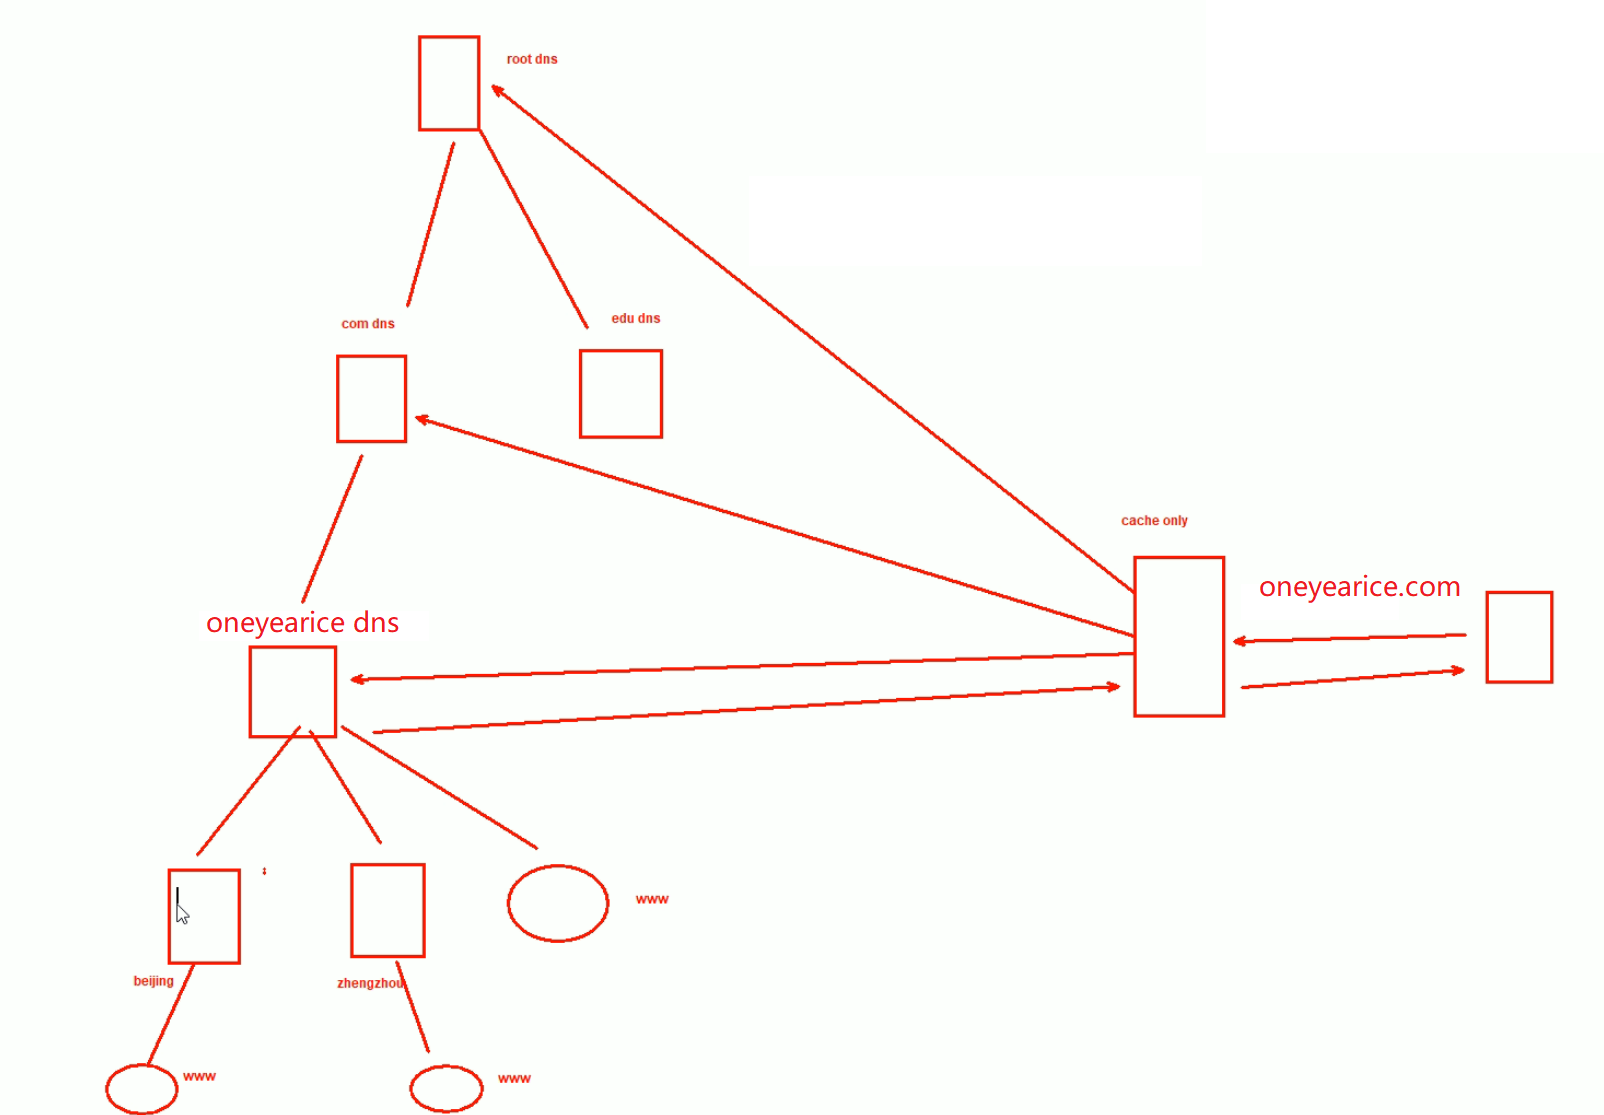 root dns
com dns
edu dns
cache only
oneyearice.com
oneyearice dns
www
beijing
zhengzhou
www
www